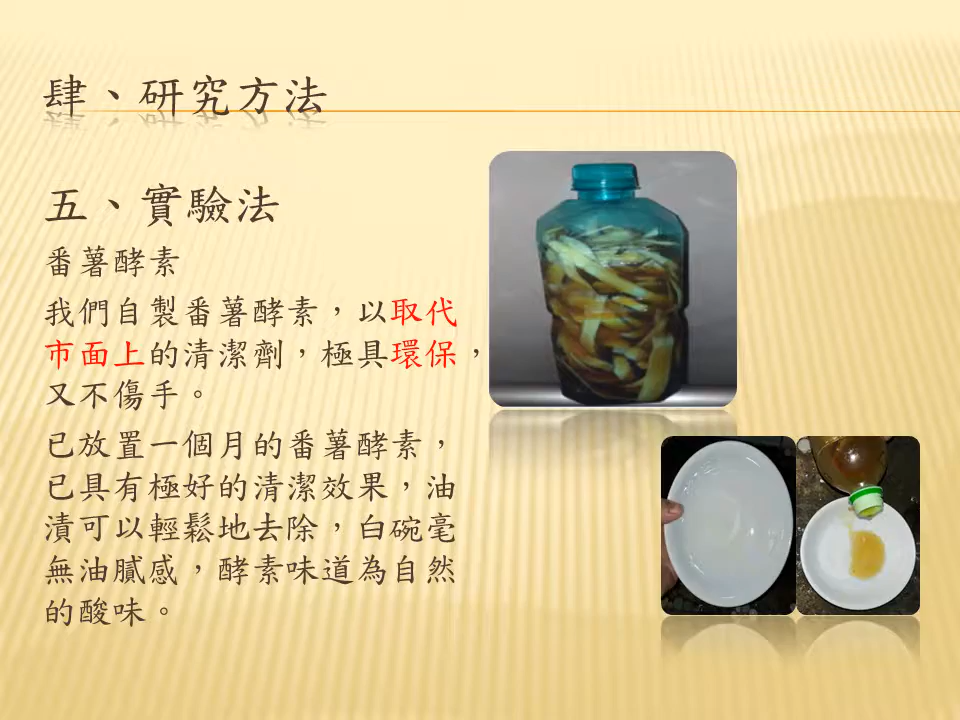 肆、研究方法
五、實驗法
番薯酵素
我們自製番薯酵素，以取代
市面上的清潔劑，極具環保，
又不傷手。
已放置一個月的番薯酵素，
已具有極好的清潔效果，油
漬可以輕鬆地去除，白碗毫
無油膩感，酵素味道為自然
的酸味。